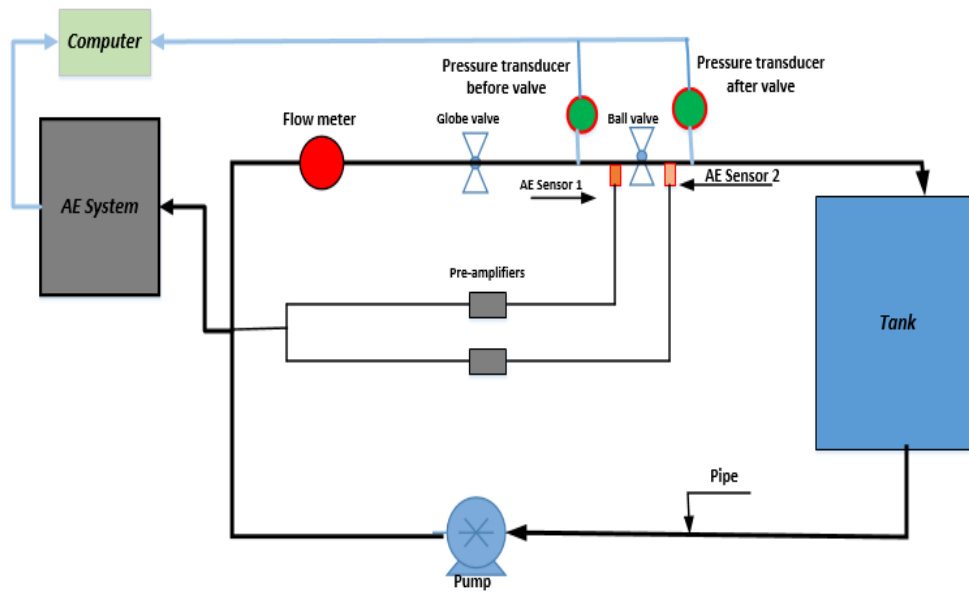 Computer
Pressure transducer
before valve
Pressure transducer
after valve
Flow meter
Globe valve
Ball valve
AE System
AE Sensor 1
AE Sensor 2
Pre-amplifiers
Tank
Pipe
Pump